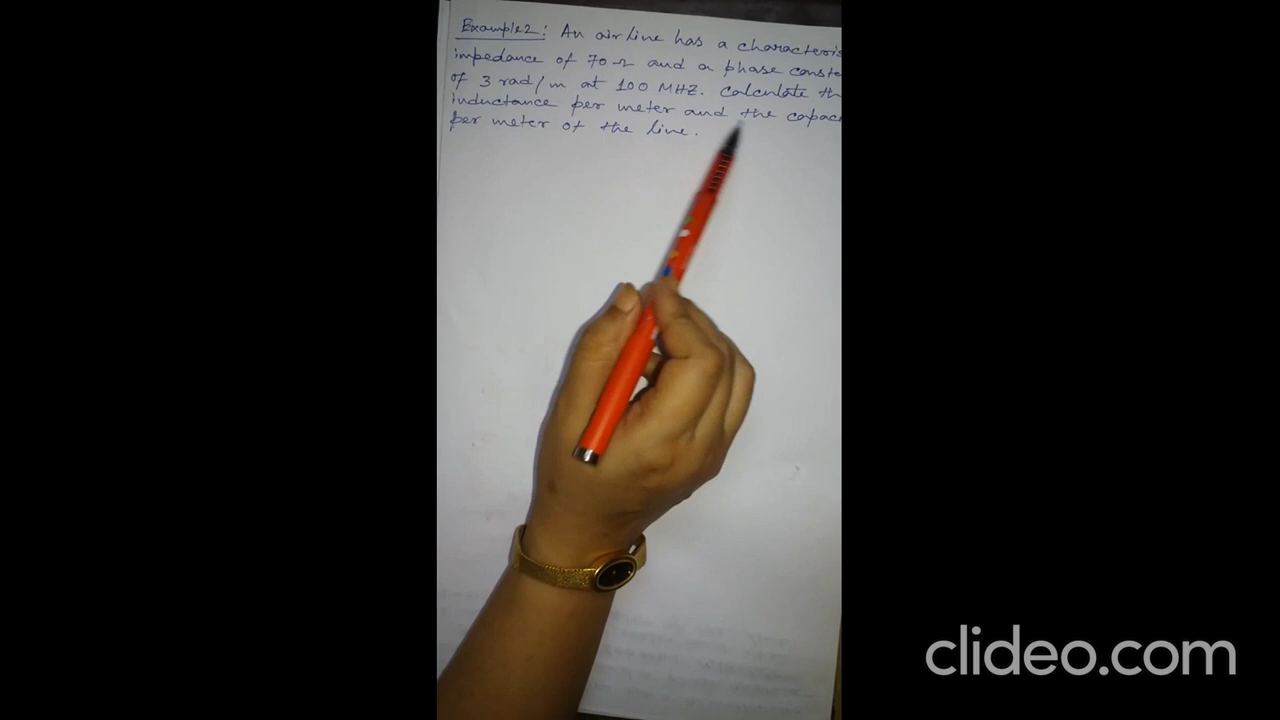 Example 2: An air line has a characteris
impedance of 70 Ω and a phase consta
of 3 rad/m at 100 MHZ. Calculate th
inductance per meter and the capac
per meter of the line.
clideo.com